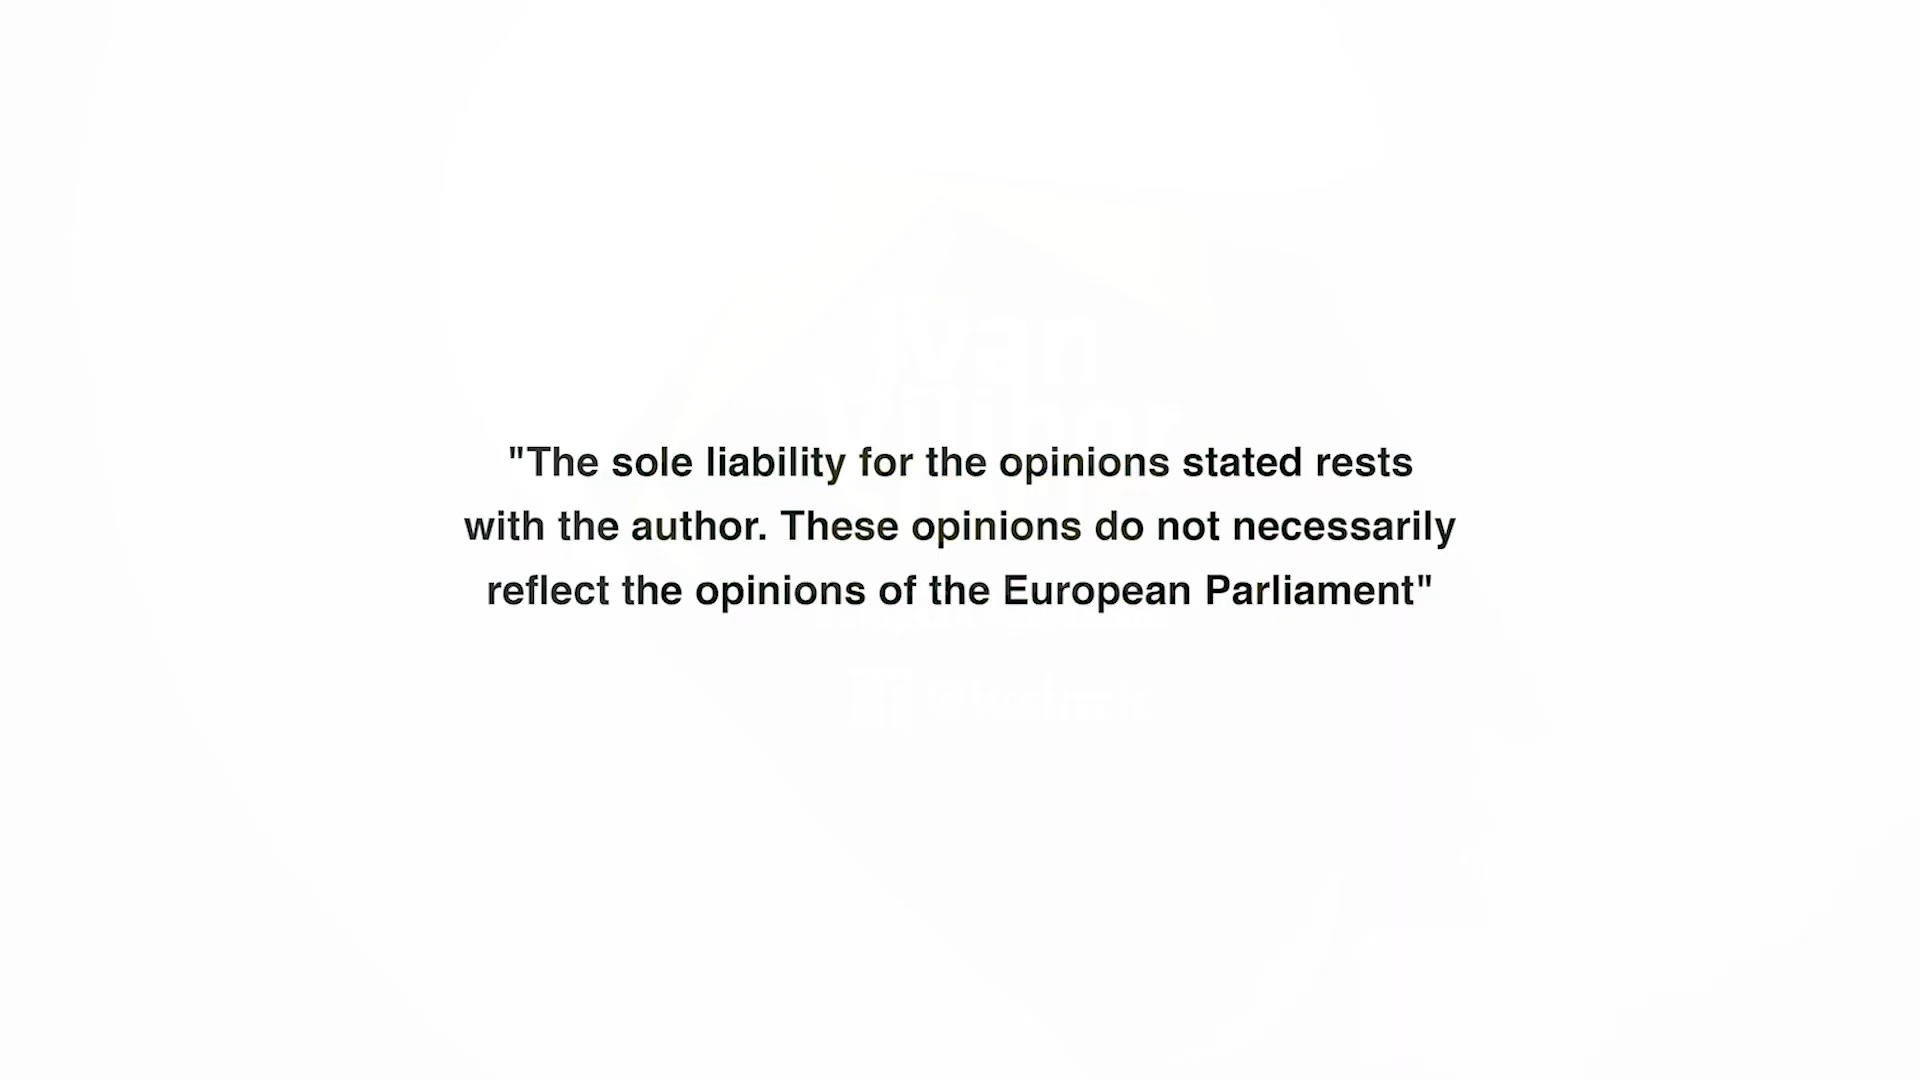 "The sole liability for the opinions stated rests
with the author. These opinions do not necessarily
reflect the opinions of the European Parliament"